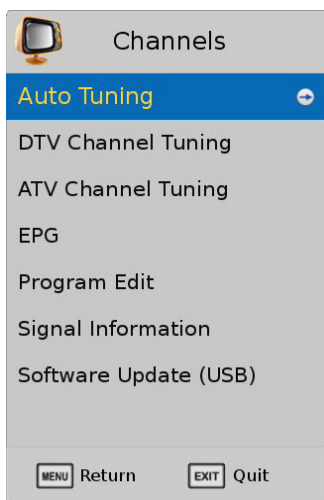 Channels
Auto Tuning
DTV Channel Tuning
ATV Channel Tuning
EPG
Program Edit
Signal Information
Software Update (USB)
MENU Return EXIT Quit